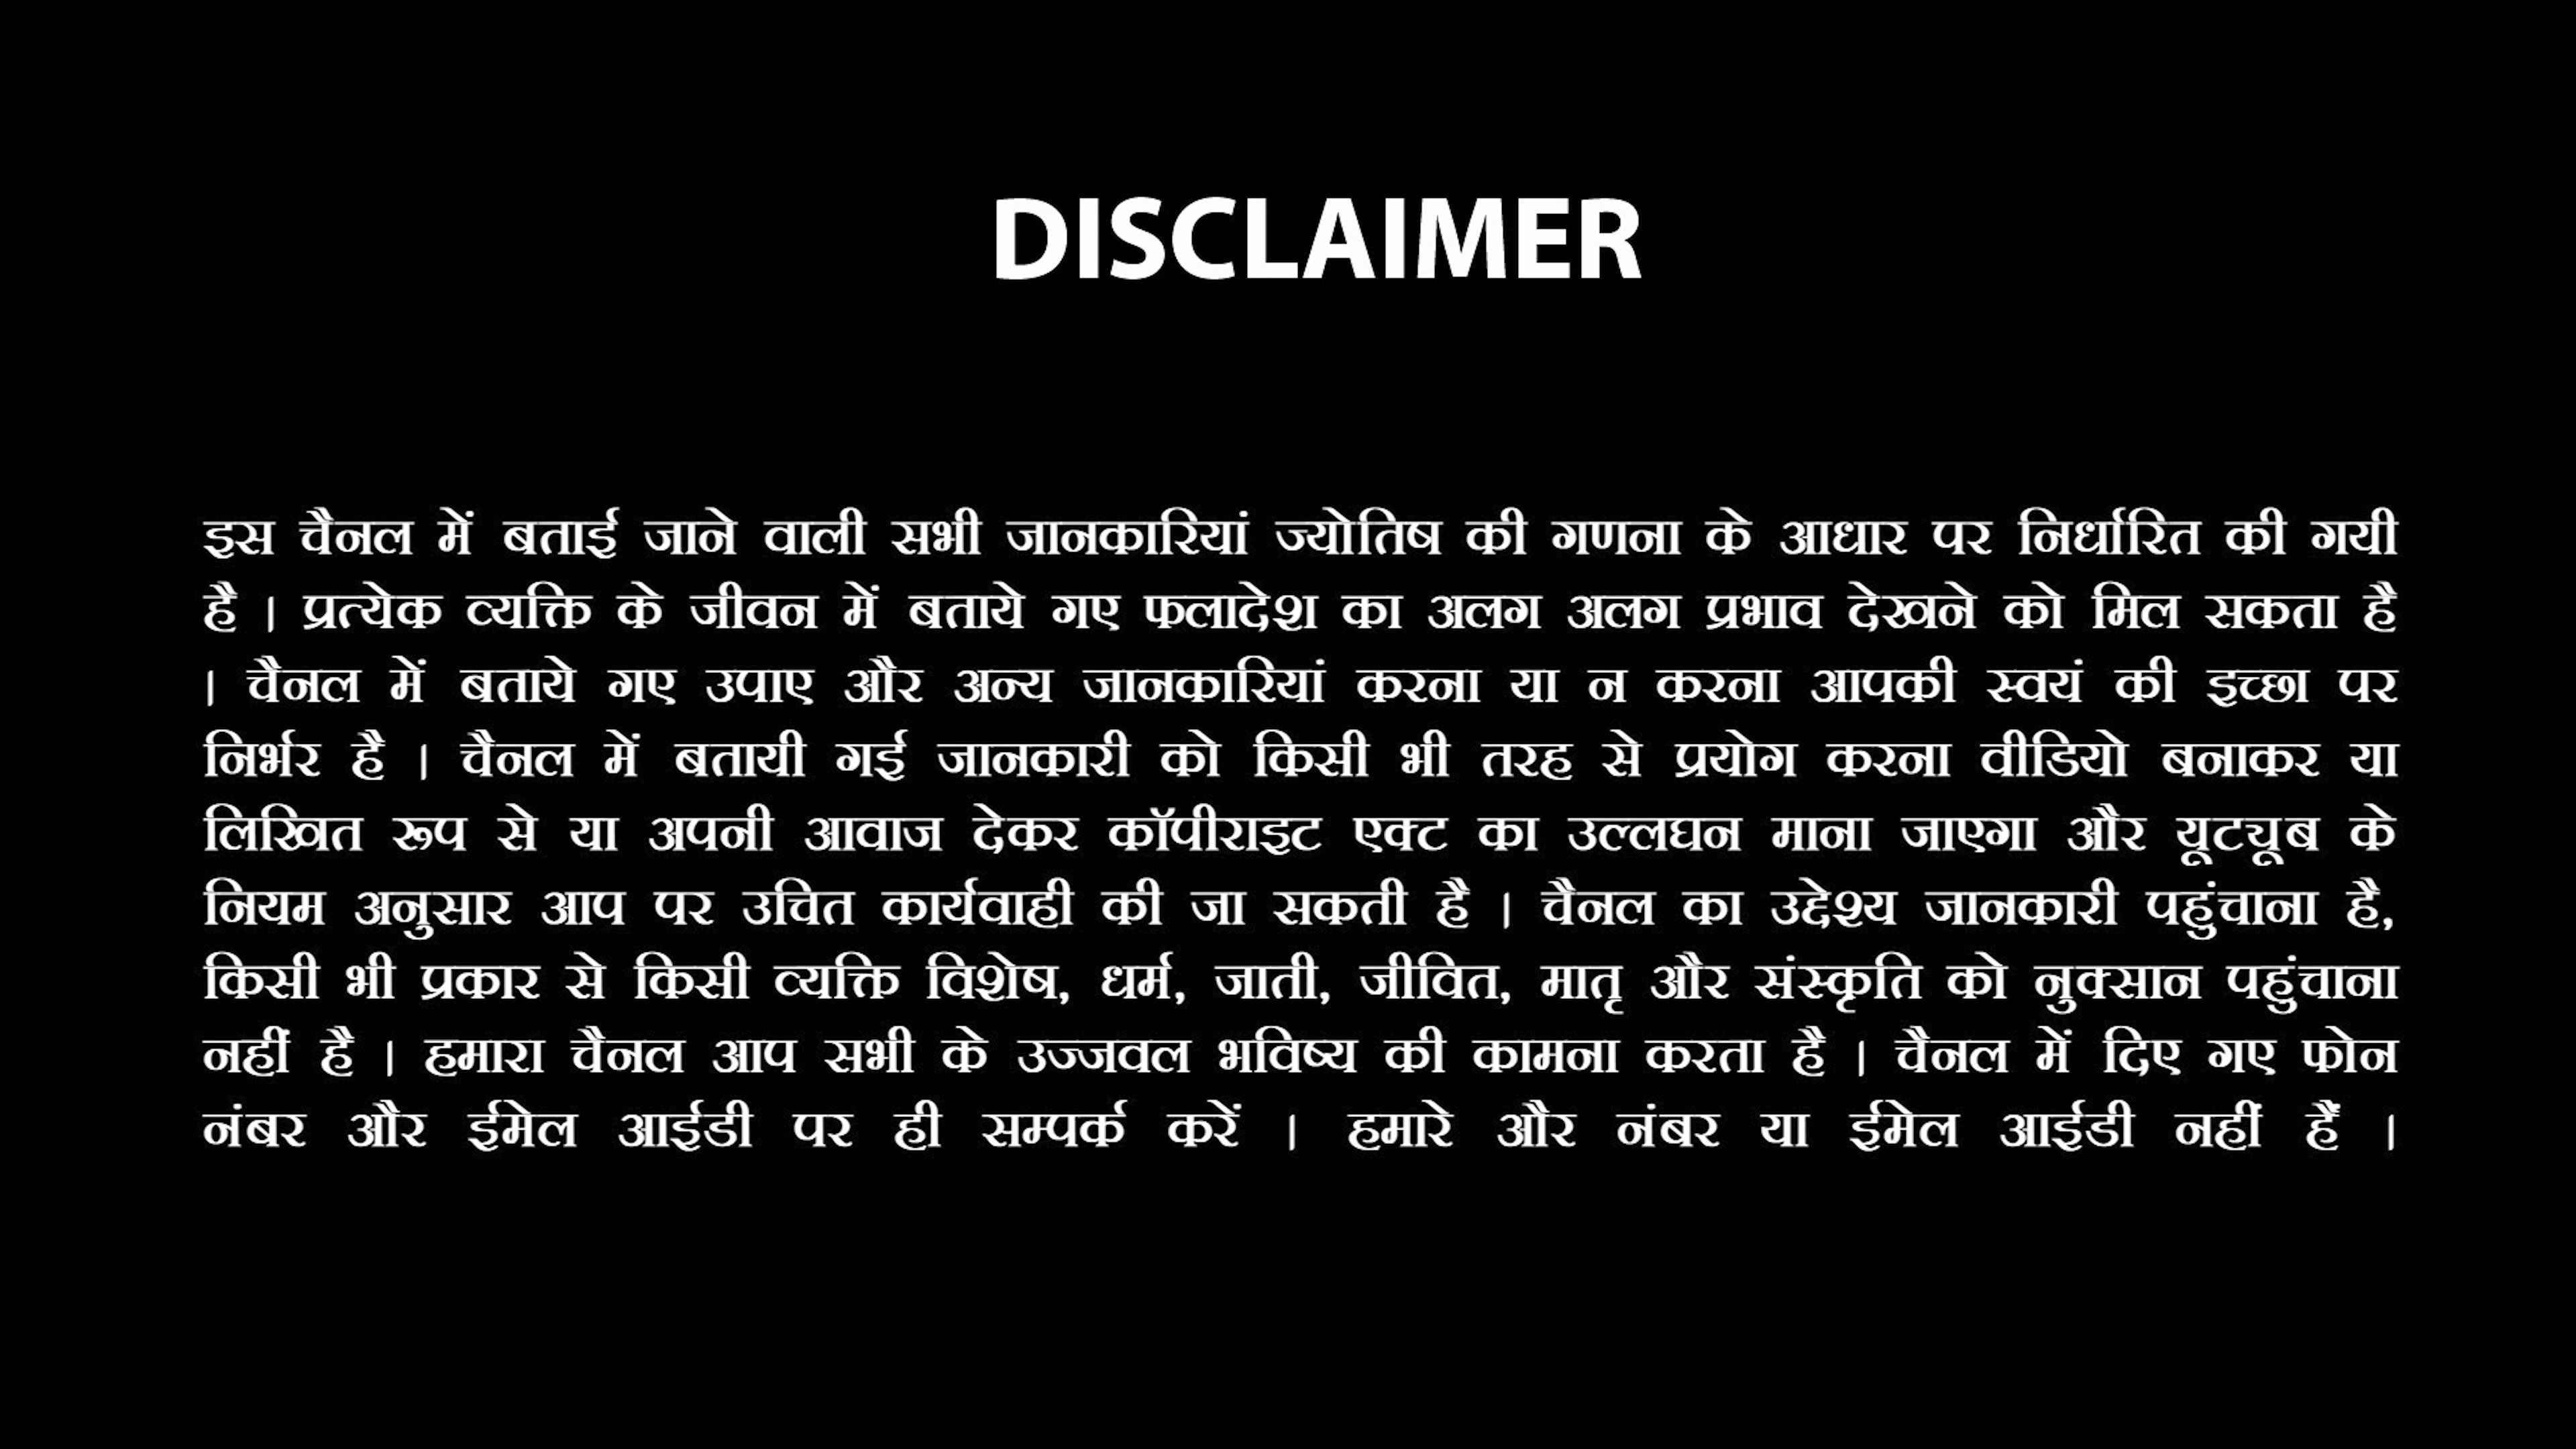 DISCLAIMER
इस चैनल में बताई जाने वाली सभी जानकारियां ज्योतिष की गणना के आधार पर निर्धारित की गयी
है । प्रत्येक व्यक्ति के जीवन में बताये गए फलादेश का अलग अलग प्रभाव देखने को मिल सकता है
। चैनल में बताये गए उपाए और अन्य जानकारियां करना या न करना आपकी स्वयं की इच्छा पर
निर्भर है । चैनल में बतायी गई जानकारी को किसी भी तरह से प्रयोग करना वीडियो बनाकर या
लिखित रूप से या अपनी आवाज देकर कॉपीराइट एक्ट का उल्लघन माना जाएगा और यूट्यूब के
नियम अनुसार आप पर उचित कार्यवाही की जा सकती है । चैनल का उद्देश्य जानकारी पहुंचाना है,
किसी भी प्रकार से किसी व्यक्ति विशेष, धर्म, जाती, जीवित, मातृ और संस्कृति को नुक्सान पहुंचाना
नहीं है । हमारा चैनल आप सभी के उज्जवल भविष्य की कामना करता है । चैनल में दिए गए फोन
नंबर और ईमेल आईडी पर ही सम्पर्क करें । हमारे और नंबर या ईमेल आईडी नहीं हैं ।